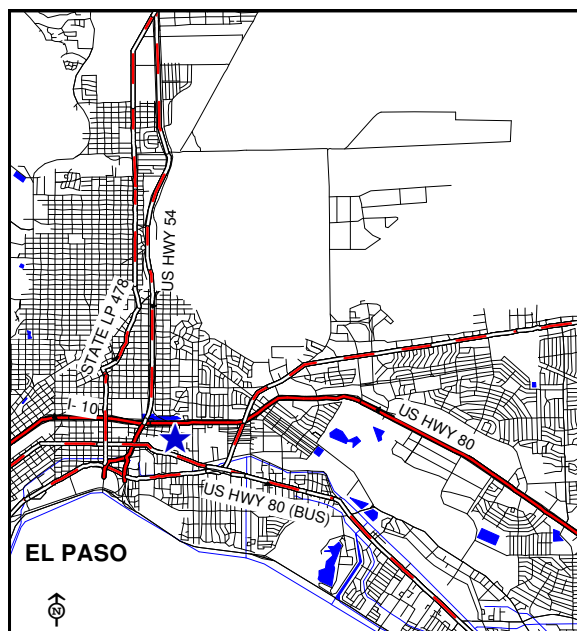 US HWY 54
STATE LP 478
I- 10
US HWY 80
US HWY 80 (BUS)
EL PASO
N